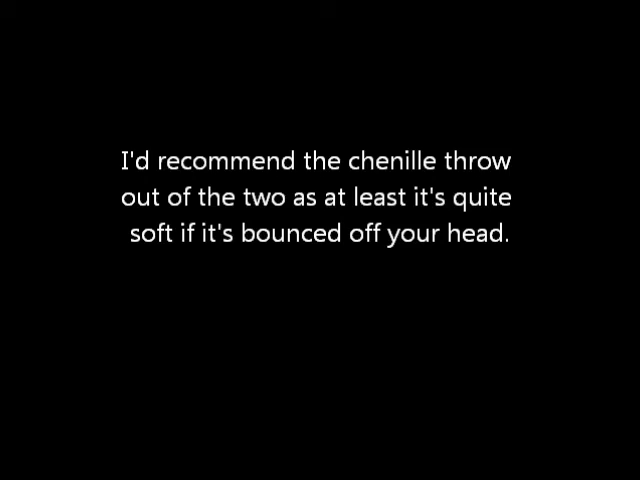 I'd recommend the chenille throw
out of the two as at least it's quite
soft if it's bounced off your head.